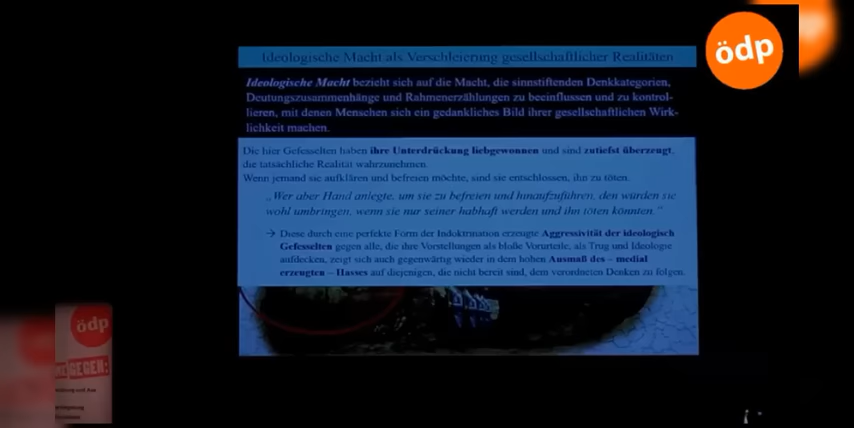 Ideologische Macht als Verschleierung gesellschaftlicher Realitäten
ödp
Ideologische Macht bezieht sich auf die Macht, die sinnstiftenden Denkkategorien,
Deutungszusammenhänge und Rahmenerzählungen zu beeinflussen und zu kontrol-
lieren, mit denen Menschen sich ein gedankliches Bild ihrer gesellschaftlichen Wirk-
lichkeit machen.
Die hier Gefesselten haben ihre Unterdrückung liebgewonnen und sind zutiefst überzeugt,
die tatsächliche Realität wahrzunehmen.
Wenn jemand sie aufklären und befreien möchte, sind sie entschlossen, ihn zu töten.
„Wer aber Hand anlegte, um sie zu befreien und hinaufzuführen, den würden sie
wohl umbringen, wenn sie nur seiner habhaft werden und ihn töten könnten."
→ Diese durch eine perfekte Form der Indoktrination erzeugte Aggressivität der ideologisch
Gefesselten gegen alle, die ihre Vorstellungen als bloße Vorurteile, als Trug und Ideologie
aufdecken, zeigt sich auch gegenwärtig wieder in dem hohen Ausmaß des – medial
erzeugten – Hasses auf diejenigen, die nicht bereit sind, dem verordneten Denken zu folgen.
ödp
GEGEN: